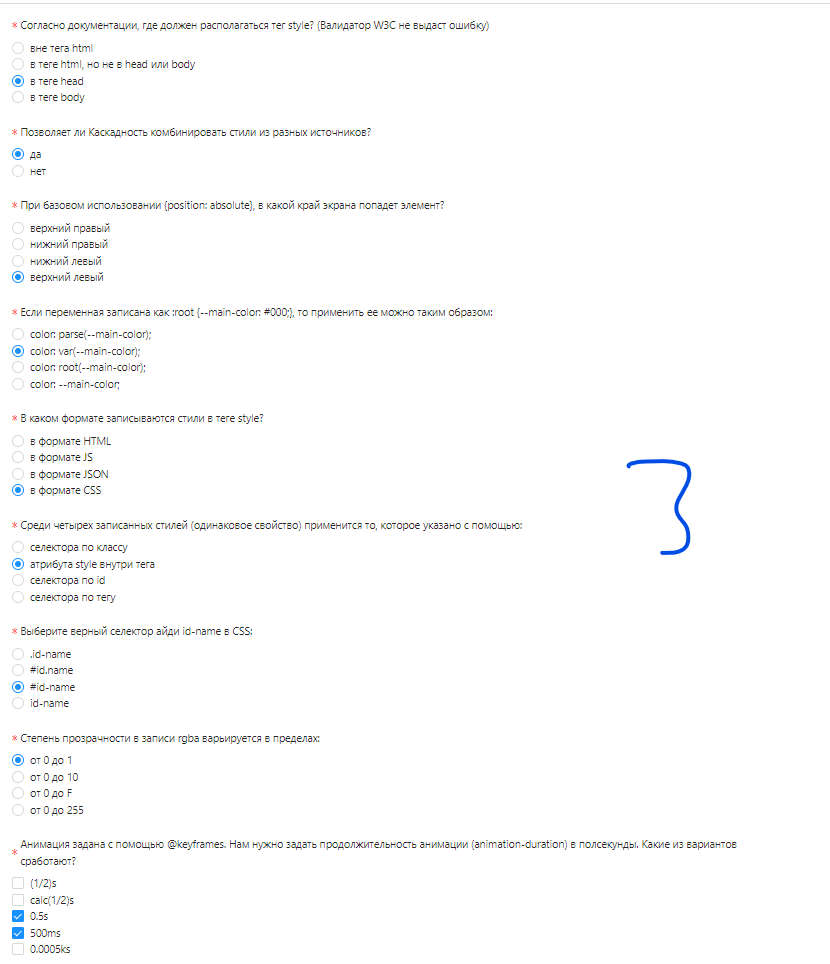 * Согласно документации, где должен располагаться тег style? (Валидатор W3C не выдаст ошибку)
вне тега html
в теге html, но не в head или body
в теге head
в теге body
* Позволяет ли Каскадность комбинировать стили из разных источников?
да
нет
* При базовом использовании {position: absolute}, в какой край экрана попадет элемент?
верхний правый
нижний правый
нижний левый
верхний левый
* Если переменная записана как :root {--main-color: #000;}, то применить ее можно таким образом:
color: parse(--main-color);
color: var(--main-color);
color: root(--main-color);
color: --main-color;
* В каком формате записываются стили в теге style?
в формате HTML
в формате JS
в формате JSON
в формате CSS
* Среди четырех записанных стилей (одинаковое свойство) применится то, которое указано с помощью:
селектора по классу
атрибута style внутри тега
селектора по id
селектора по тегу
* Выберите верный селектор айди id-name в CSS:
.id-name
#id.name
#id-name
id-name
* Степень прозрачности в записи rgba варьируется в пределах:
от 0 до 1
от 0 до 10
от 0 до F
от 0 до 255
* Анимация задана с помощью @keyframes. Нам нужно задать продолжительность анимации (animation-duration) в полсекунды. Какие из вариантов
сработают?
(1/2)s
calc(1/2)s
0.5s
500ms
0.0005ks
3